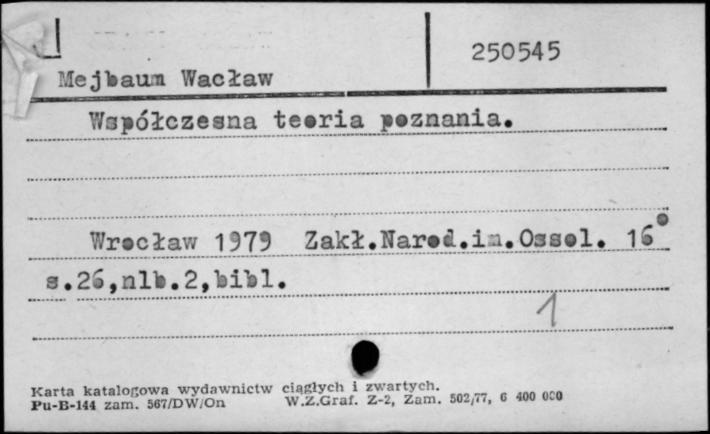 250545
Mejbaum Wacław
Współczesna teoria poznania.
Wrocław 1979 Zakł.Narod.im.Ossol. 16°
s.26,nlb.2,bibl.
1
Karta katalogowa wydawnictw ciągłych i zwartych.
Pu-B-144 zam. 567/DW/On W.Z.Graf. Z-2, Zam. 502/77, 6 400 000